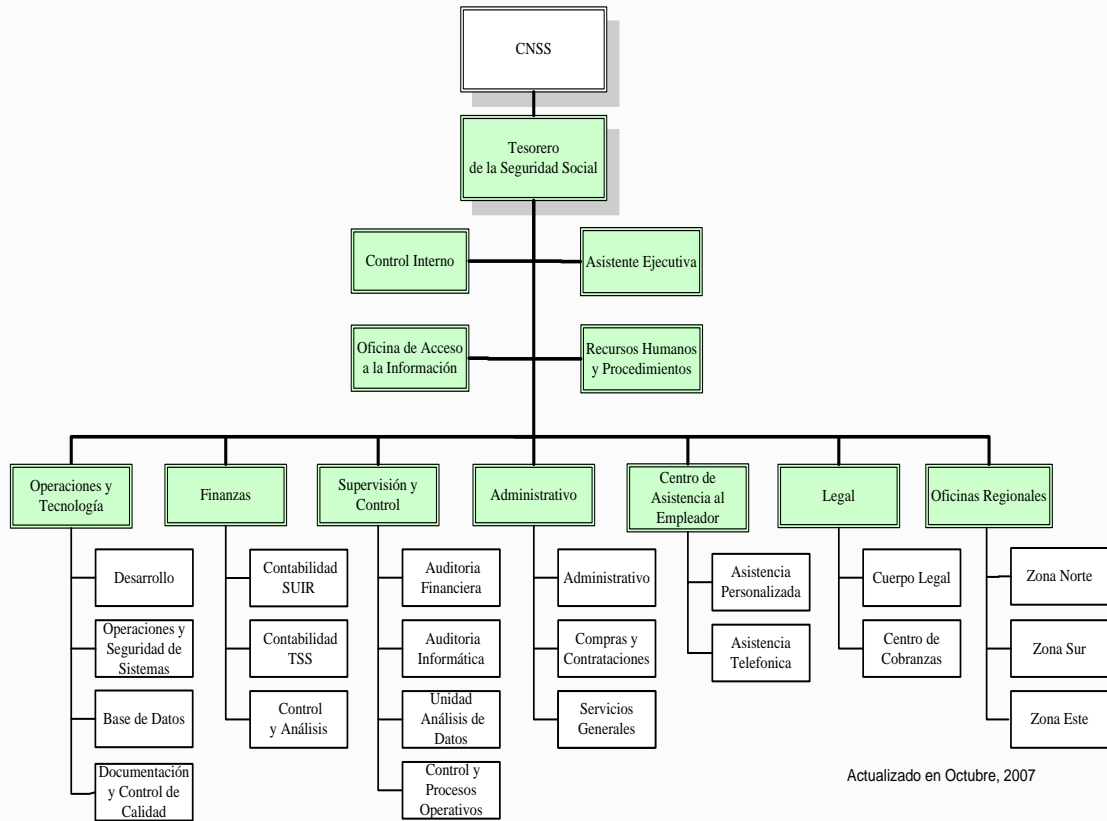 CNSS
Tesorero
de la Seguridad Social
Control Interno
Asistente Ejecutiva
Oficina de Acceso
a la Información
Recursos Humanos
y Procedimientos
Operaciones y
Tecnología
Finanzas
Supervisión y
Control
Administrativo
Centro de
Asistencia al
Empleador
Legal
Oficinas Regionales
Desarrollo
Operaciones y
Seguridad de
Sistemas
Base de Datos
Documentación
y Control de
Calidad
Contabilidad
SUIR
Contabilidad
TSS
Control
y Análisis
Auditoria
Financiera
Auditoria
Informática
Unidad
Análisis de
Datos
Control y
Procesos
Operativos
Administrativo
Compras y
Contrataciones
Servicios
Generales
Asistencia
Personalizada
Asistencia
Telefonica
Cuerpo Legal
Centro de
Cobranzas
Zona Norte
Zona Sur
Zona Este
Actualizado en Octubre, 2007